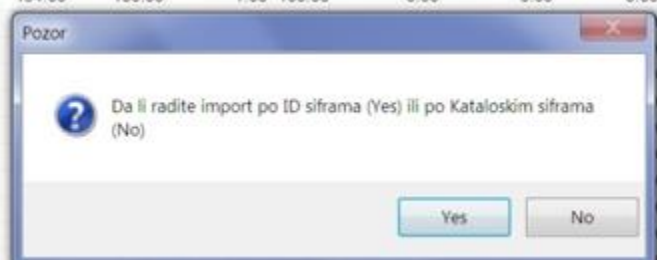 Pozor
Da li radite import po ID siframa (Yes) ili po Kataloskim siframa
(No)
Yes
No